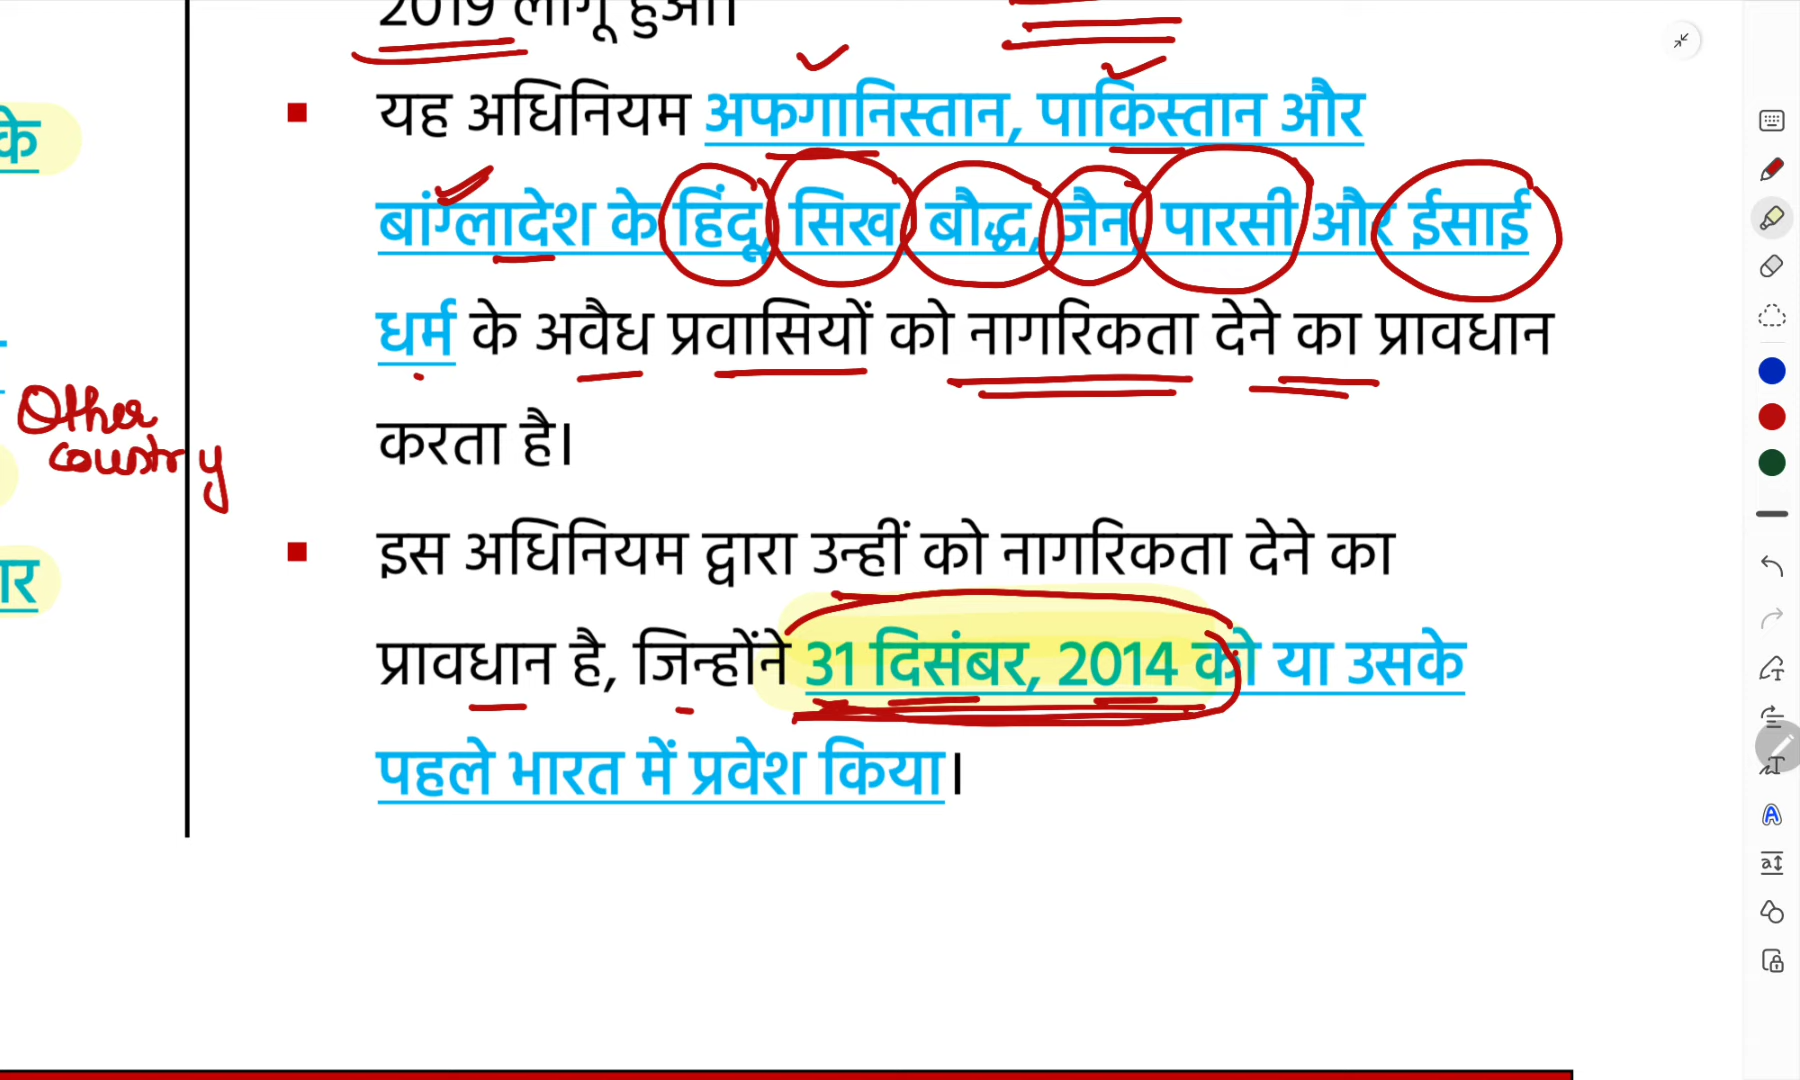 2019 लागू हुआ।
के
यह अधिनियम अफगानिस्तान, पाकिस्तान और
बांग्लादेश के हिंदू, सिख, बौद्ध, जैन, पारसी और ईसाई
धर्म के अवैध प्रवासियों को नागरिकता देने का प्रावधान
करता है।
Other
country
इस अधिनियम द्वारा उन्हीं को नागरिकता देने का
प्रावधान है, जिन्होंने 31 दिसंबर, 2014 को या उसके
पहले भारत में प्रवेश किया।